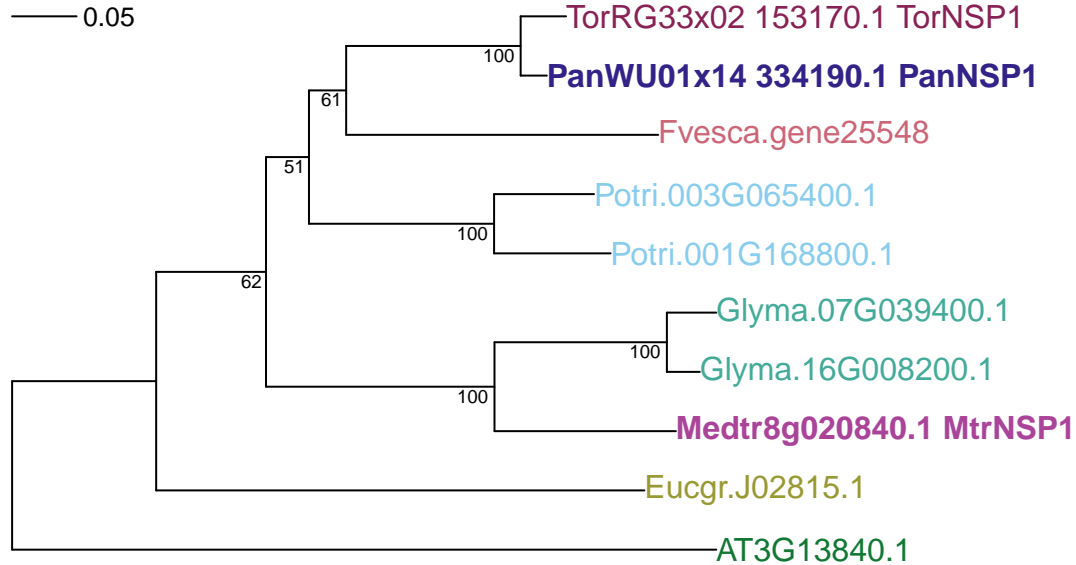 0.05
TorRG33x02 153170.1 TorNSP1
100
PanWU01x14 334190.1 PanNSP1
61
Fvesca.gene25548
51
Potri.003G065400.1
100
Potri.001G168800.1
62
Glyma.07G039400.1
100
Glyma.16G008200.1
100
Medtr8g020840.1 MtrNSP1
Eucgr.J02815.1
AT3G13840.1